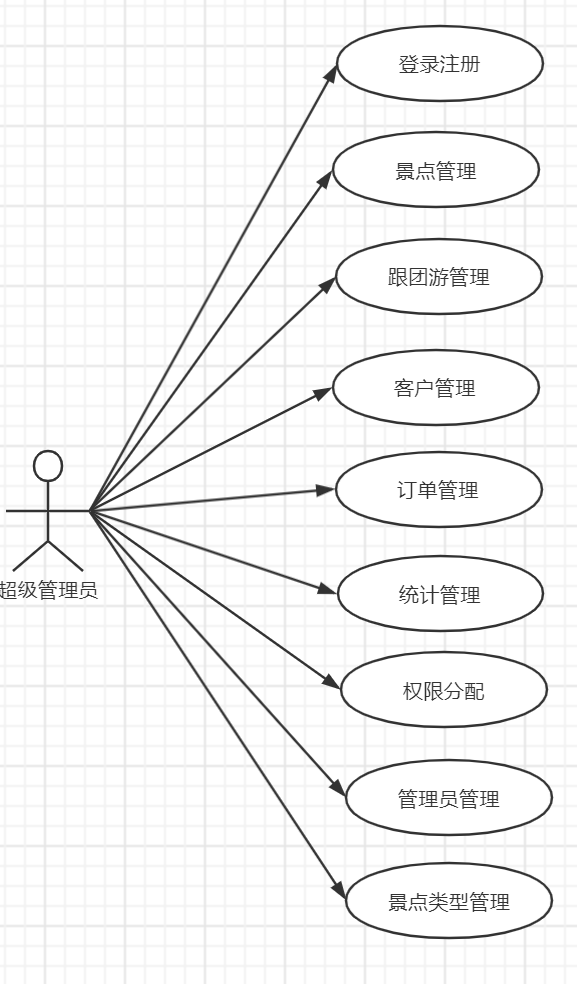 登录注册
景点管理
跟团游管理
客户管理
订单管理
超级管理员
统计管理
权限分配
管理员管理
景点类型管理